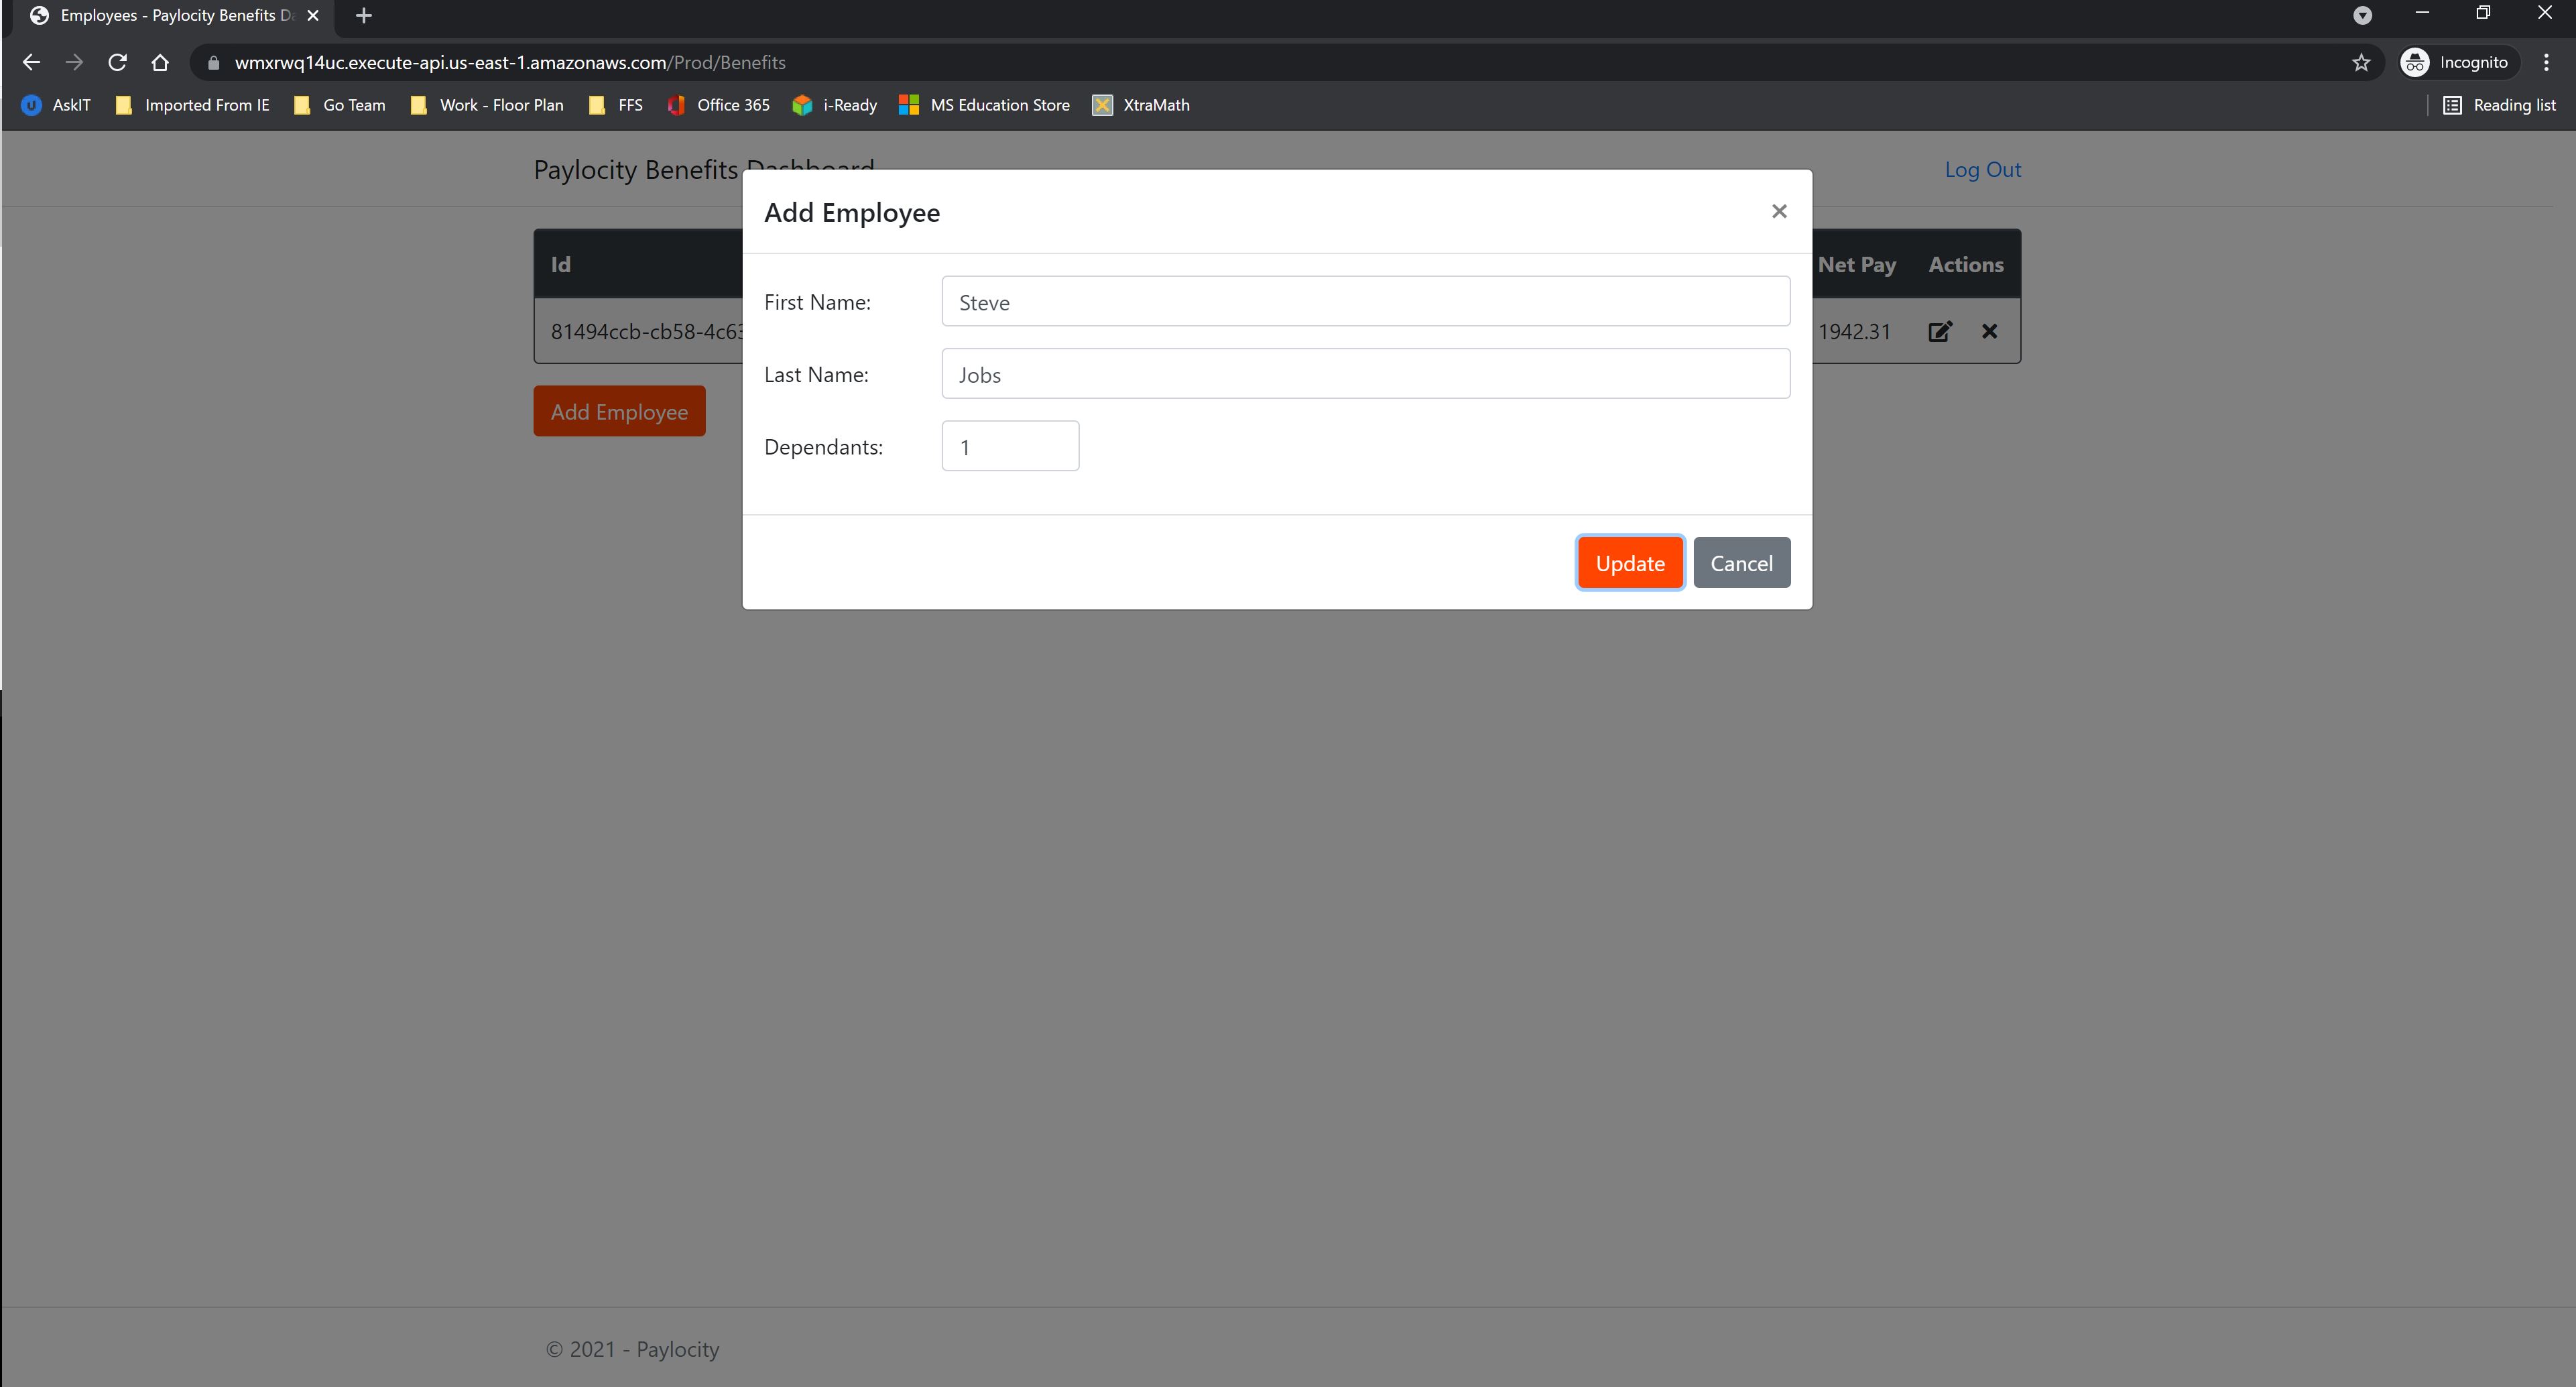 Employees - Paylocity Benefits
wmxrwq14uc.execute-api.us-east-1.amazonaws.com/Prod/Benefits
Incognito
AskIT Imported From IE Go Team Work - Floor Plan FFS Office 365 i-Ready MS Education Store XtraMath Reading list
Paylocity Benefits Dashboard Log Out
Add Employee
Id Net Pay Actions
First Name: Steve
81494ccb-cb58-4c63 1942.31
Last Name: Jobs
Add Employee
Dependants: 1
Update Cancel
© 2021 - Paylocity